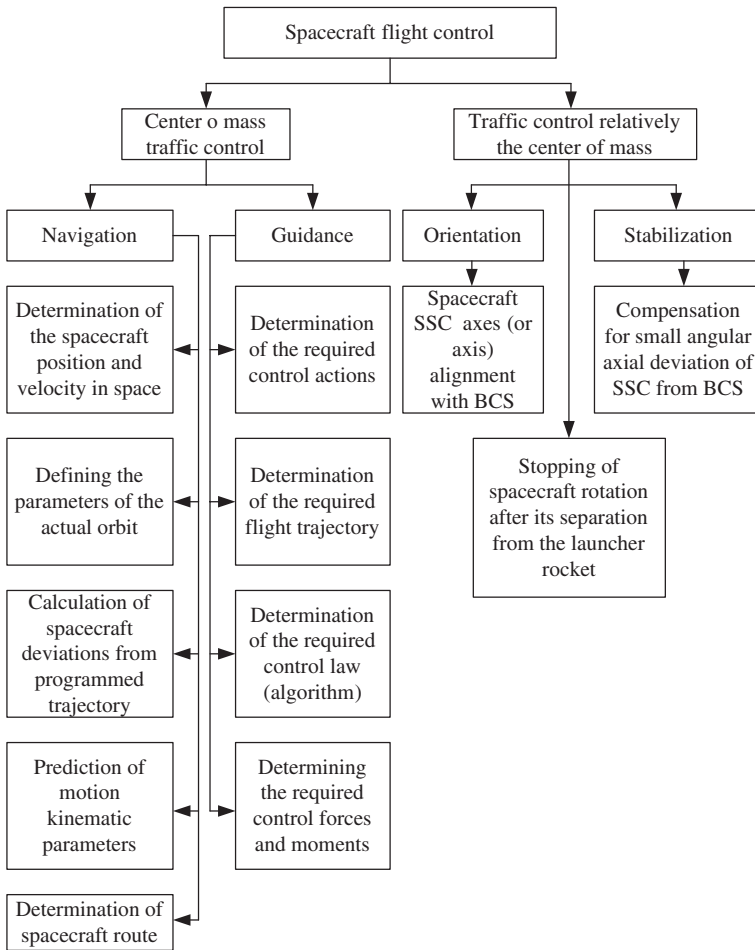 Spacecraft flight control
Center o mass
traffic control
Traffic control relatively
the center of mass
Navigation
Guidance
Orientation
Stabilization
Determination of
the spacecraft
position and
velocity in space
Determination
of the required
control actions
Spacecraft
SSC axes (or
axis)
alignment
with BCS
Compensation
for small angular
axial deviation of
SSC from BCS
Defining the
parameters of the
actual orbit
Determination
of the required
flight trajectory
Stopping of
spacecraft rotation
after its separation
from the launcher
rocket
Calculation of
spacecraft
deviations from
programmed
trajectory
Determination
of the required
control law
(algorithm)
Prediction of
motion
kinematic
parameters
Determining
the required
control forces
and moments
Determination of
spacecraft route